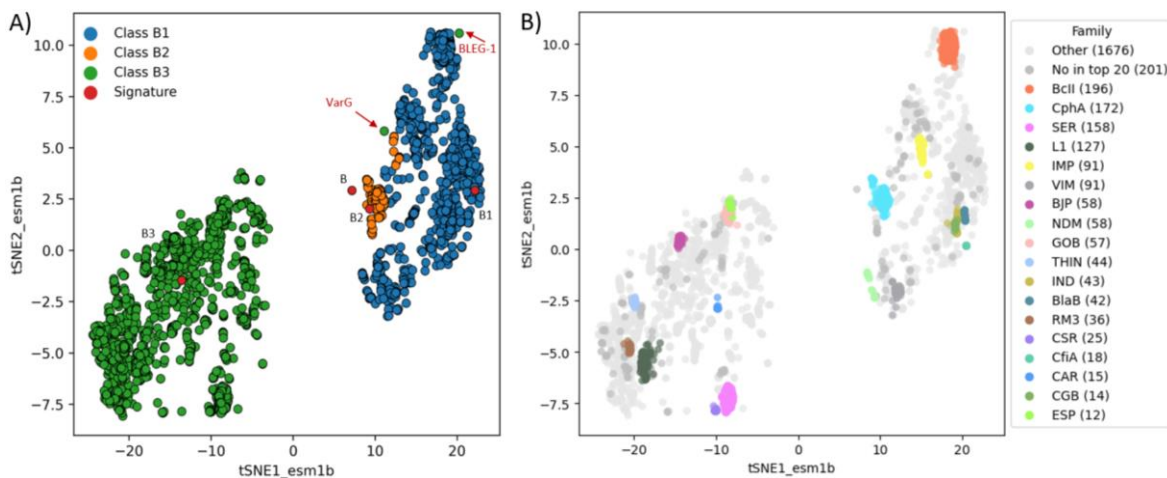 A)
Class B1
Class B2
Class B3
Signature
BLEG-1
VarG
B
B2
B1
B3
10.0
7.5
5.0
2.5
0.0
−2.5
−5.0
−7.5
tSNE2_esm1b
−20
−10
0
10
20
tSNE1_esm1b
B)
10.0
7.5
5.0
2.5
0.0
−2.5
−5.0
−7.5
tSNE2_esm1b
−20
−10
0
10
20
tSNE1_esm1b
Family
Other (1676)
No in top 20 (201)
BcII (196)
CphA (172)
SER (158)
L1 (127)
IMP (91)
VIM (91)
BJP (58)
NDM (58)
GOB (57)
THIN (44)
IND (43)
BlaB (42)
RM3 (36)
CSR (25)
CfiA (18)
CAR (15)
CGB (14)
ESP (12)